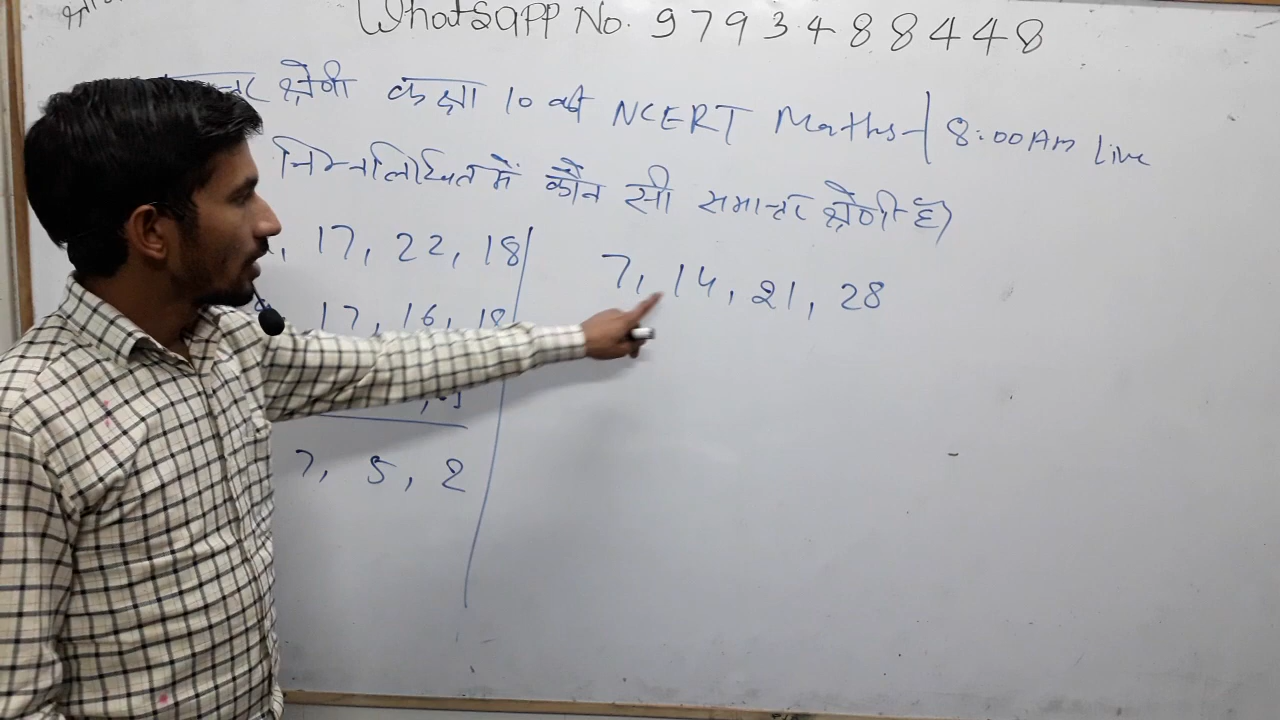 Whatsapp No. 9793488448
श्रेणी कक्षा 10 की NCERT Maths- | 8:00 AM Live
निम्नलिखित में कौन सी समान्तर श्रेणी है)
, 17, 22, 18
17, 16, 18
7, 5, 2
7, 14, 21, 28